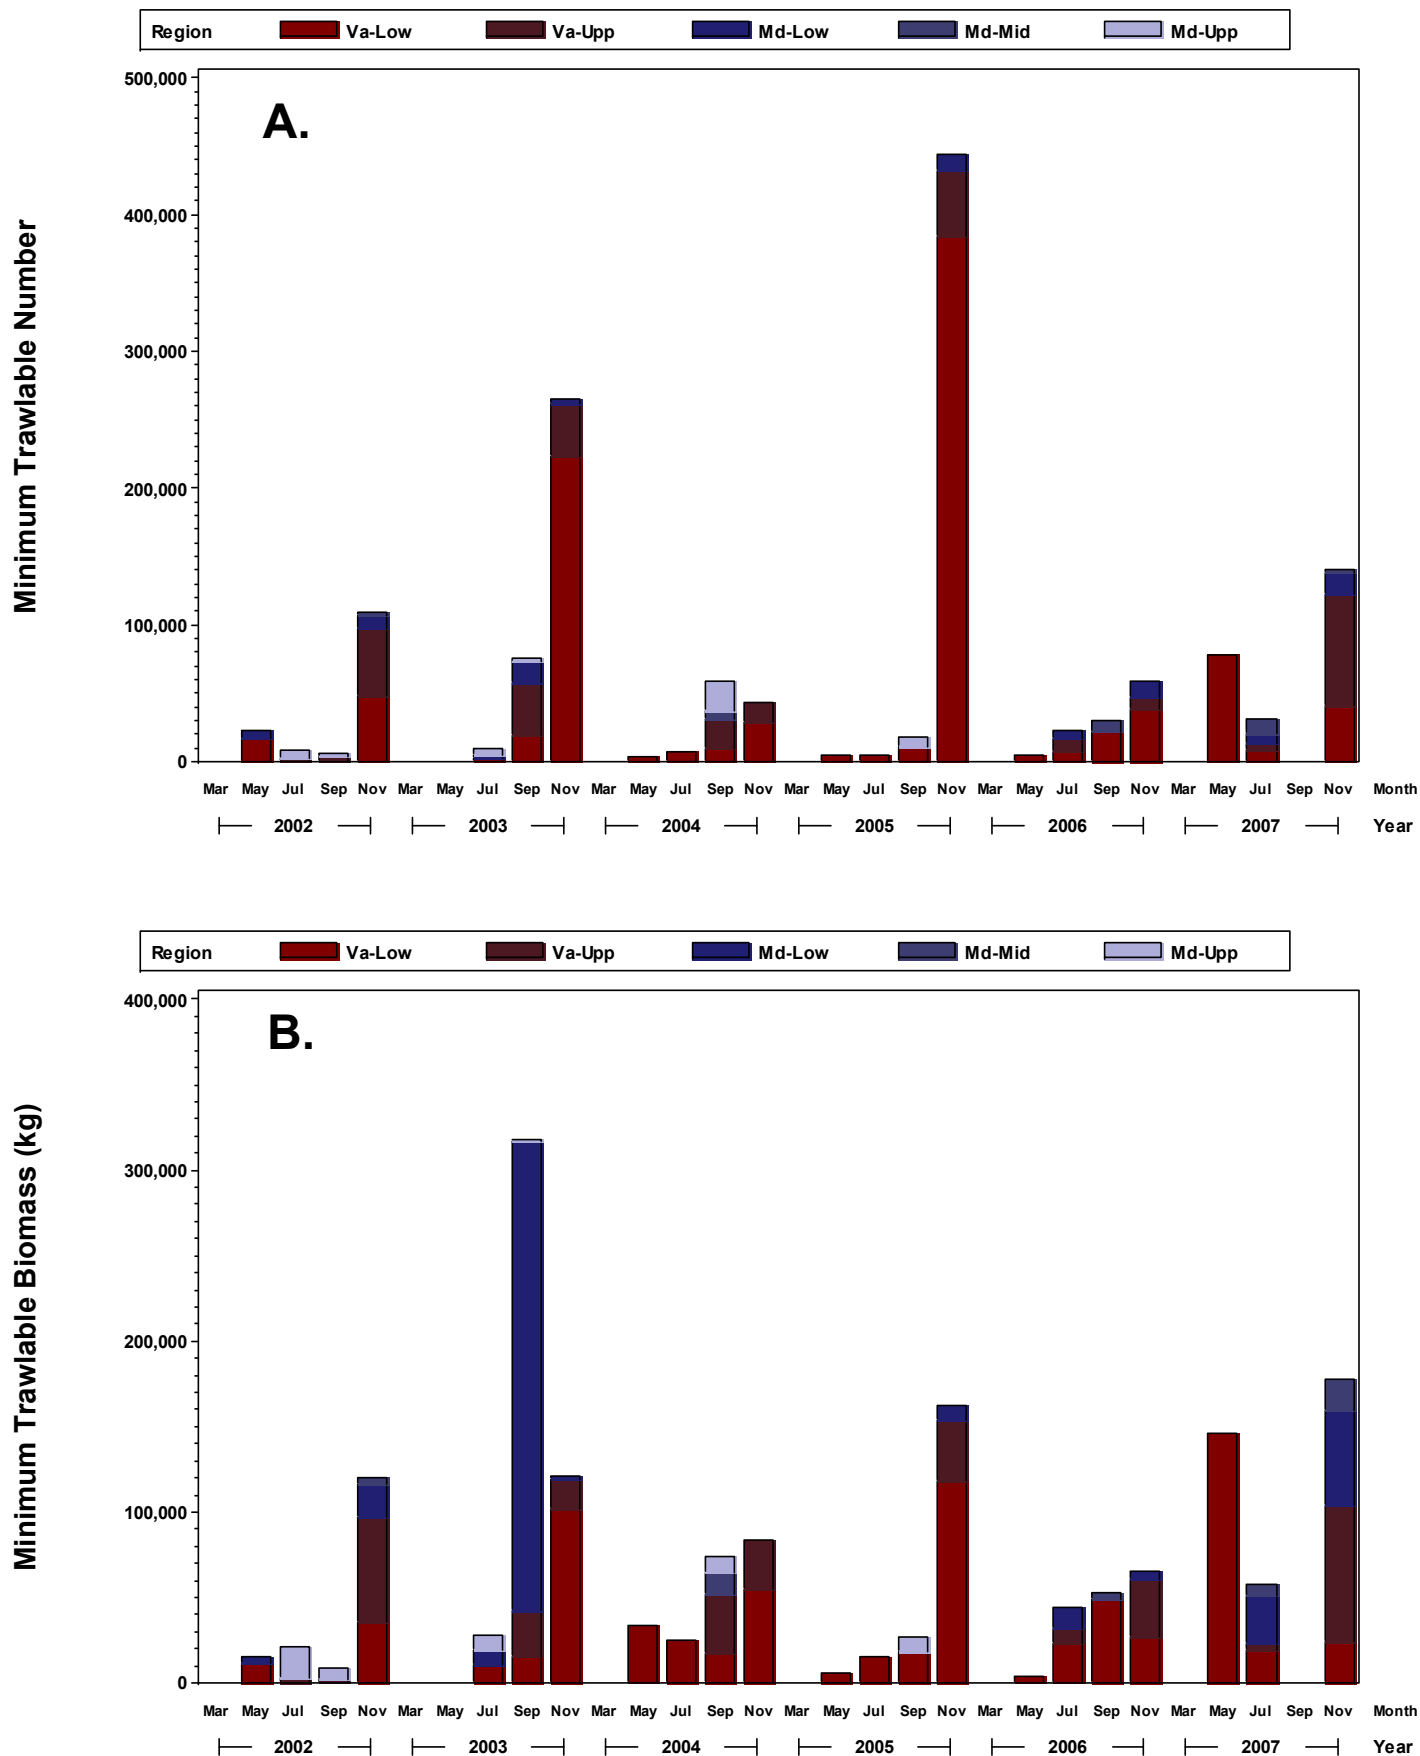 Region Va-Low Va-Upp Md-Low Md-Mid Md-Upp
A.
Minimum Trawlable Number
500,000
400,000
300,000
200,000
100,000
0
Mar May Jul Sep Nov Mar May Jul Sep Nov Mar May Jul Sep Nov Mar May Jul Sep Nov Mar May Jul Sep Nov Mar May Jul Sep Nov Month
2002 2003 2004 2005 2006 2007 Year
Region Va-Low Va-Upp Md-Low Md-Mid Md-Upp
B.
Minimum Trawlable Biomass (kg)
400,000
300,000
200,000
100,000
0
Mar May Jul Sep Nov Mar May Jul Sep Nov Mar May Jul Sep Nov Mar May Jul Sep Nov Mar May Jul Sep Nov Mar May Jul Sep Nov Month
2002 2003 2004 2005 2006 2007 Year